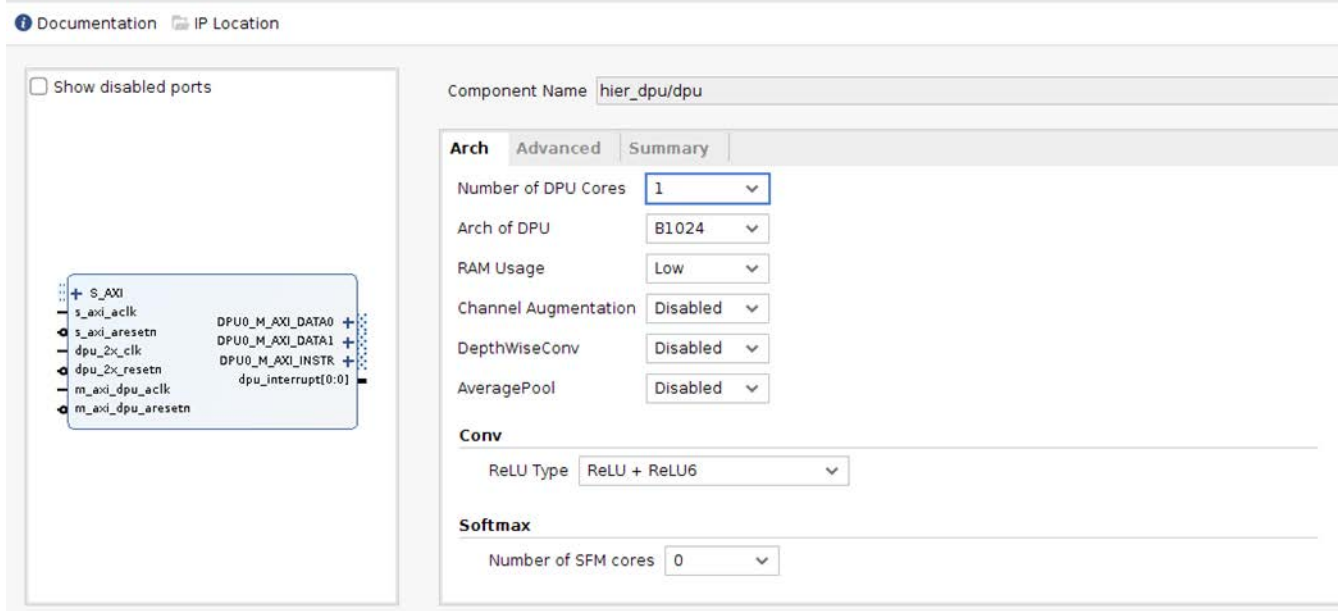 Documentation IP Location
Show disabled ports
S_AXI
s_axi_aclk
s_axi_aresetn
dpu_2x_clk
dpu_2x_resetn
m_axi_dpu_aclk
m_axi_dpu_aresetn
DPU0_M_AXI_DATA0
DPU0_M_AXI_DATA1
DPU0_M_AXI_INSTR
dpu_interrupt[0:0]
Component Name hier_dpu/dpu
Arch Advanced Summary
Number of DPU Cores 1
Arch of DPU B1024
RAM Usage Low
Channel Augmentation Disabled
DepthWiseConv Disabled
AveragePool Disabled
Conv
ReLU Type ReLU + ReLU6
Softmax
Number of SFM cores 0